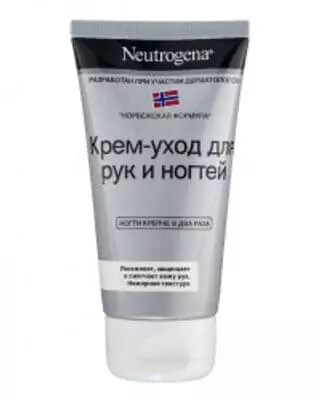 Neutrogena®
РАЗРАБОТАН ПРИ УЧАСТИИ ДЕРМАТОЛОГОВ
"НОРВЕЖСКАЯ ФОРМУЛА"
Крем-уход для
рук и ногтей
НОГТИ КРЕПЧЕ В ДВА РАЗА
Увлажняет, защищает
и смягчает кожу рук.
Нежирная текстура.